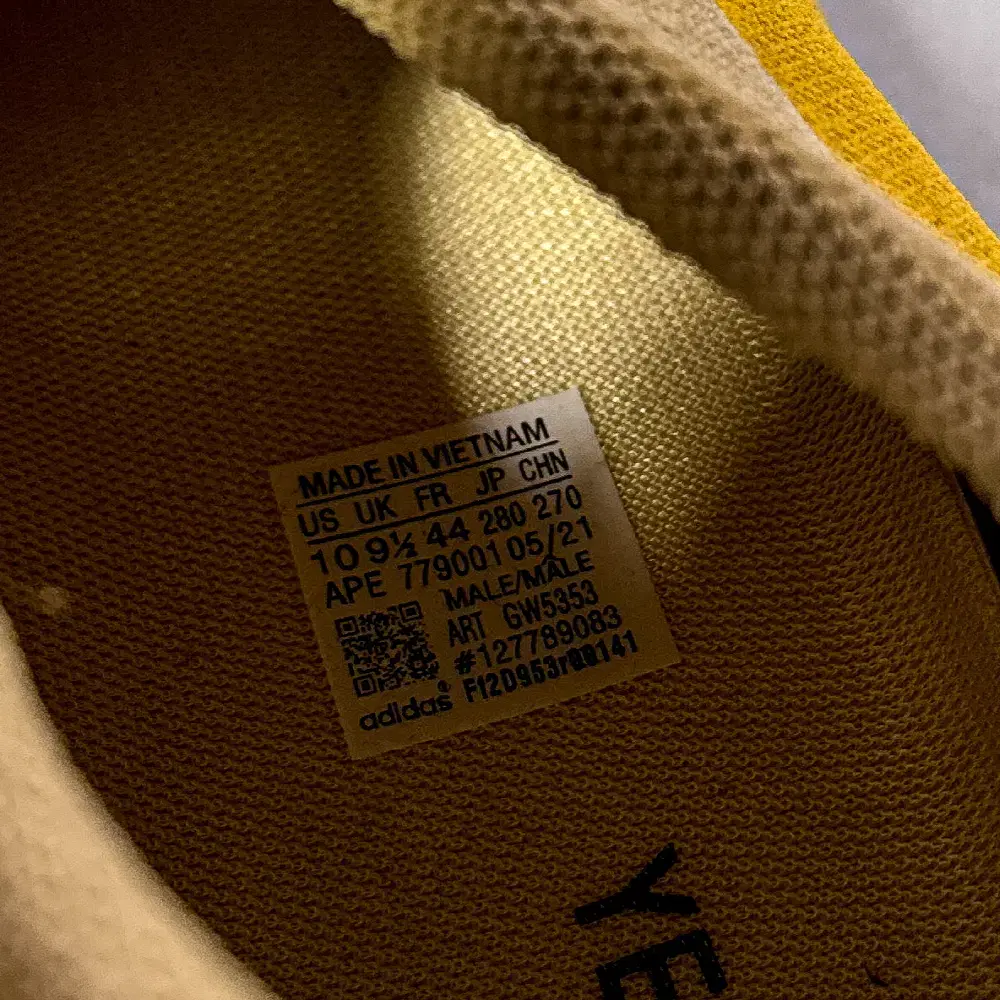 MADE IN VIETNAM
US UK FR JP CHN
10 9½ 44 280 270
APE 779001 05/21
MALE/MALE
ART GW5353
#127789083
adidas®
YE